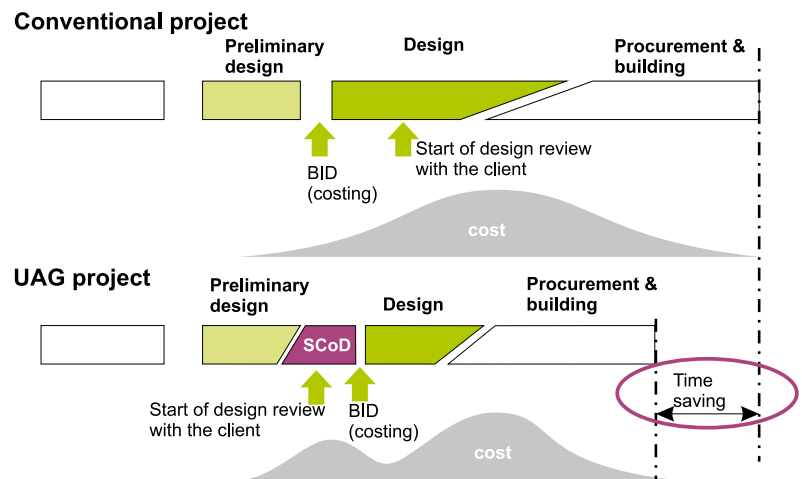 Conventional project
Preliminary
design
Design
Procurement &
building
BID
(costing)
Start of design review
with the client
cost
UAG project
Preliminary
design
Design
Procurement &
building
SCoD
Start of design review
with the client
BID
(costing)
Time
saving
cost